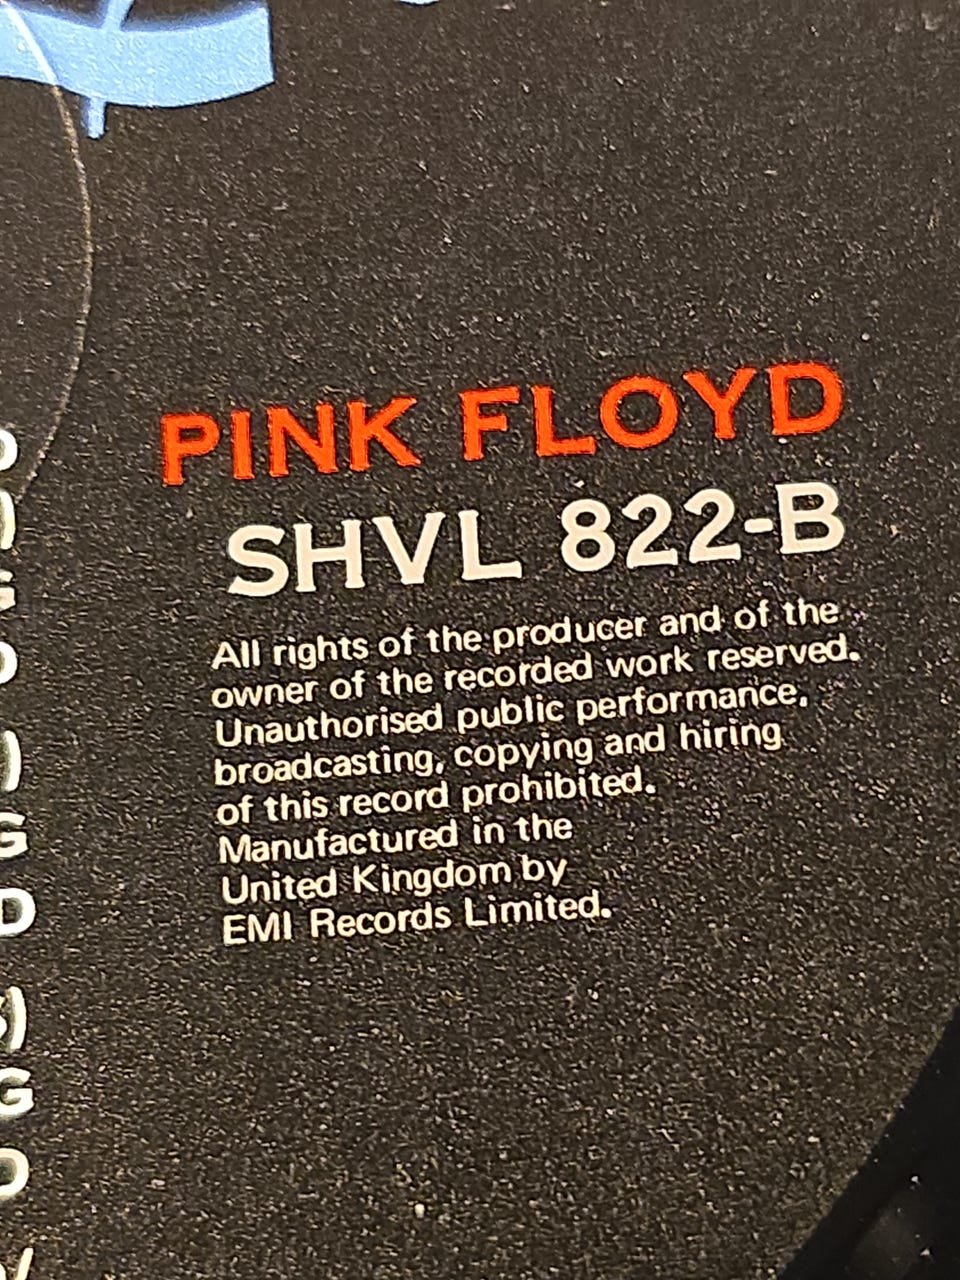 PINK FLOYD
SHVL 822-B
All rights of the producer and of the
owner of the recorded work reserved.
Unauthorised public performance,
broadcasting, copying and hiring
of this record prohibited.
Manufactured in the
United Kingdom by
EMI Records Limited.